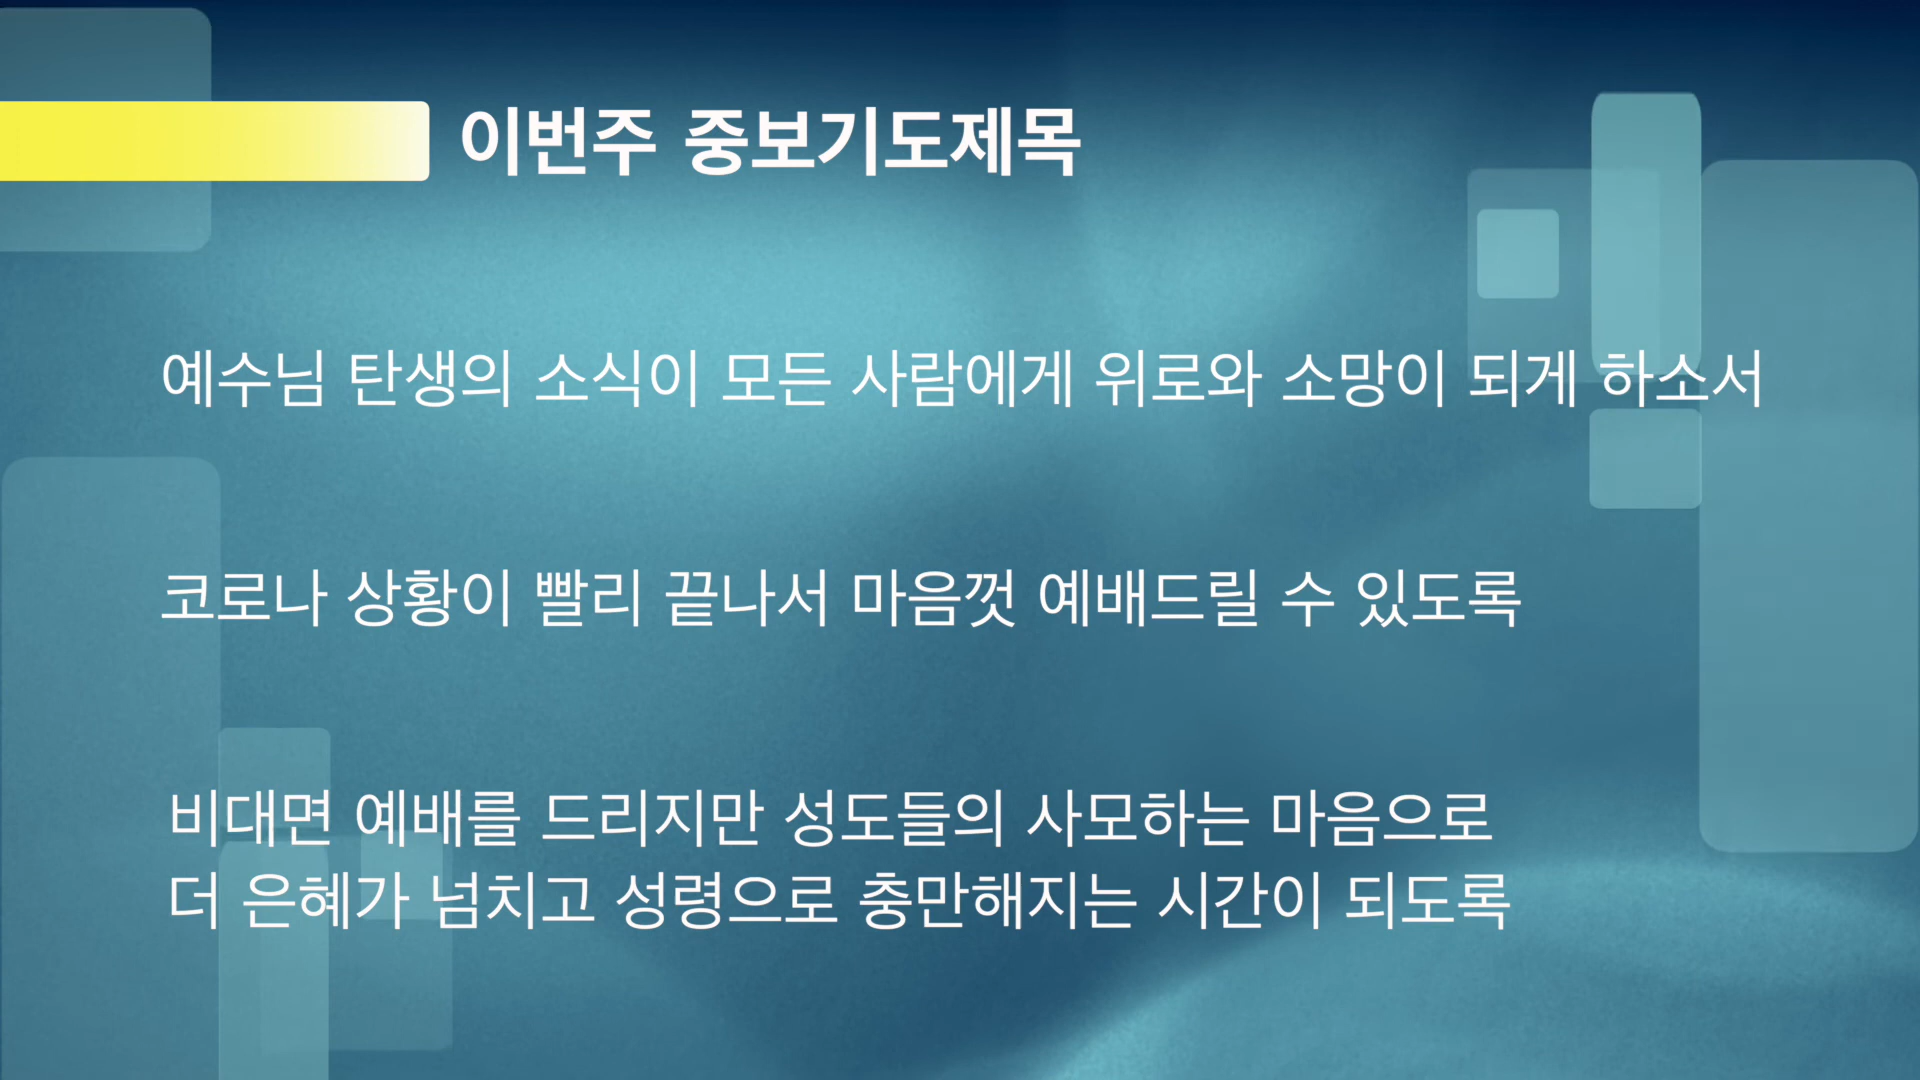 이번주 중보기도제목
예수님 탄생의 소식이 모든 사람에게 위로와 소망이 되게 하소서
코로나 상황이 빨리 끝나서 마음껏 예배드릴 수 있도록
비대면 예배를 드리지만 성도들의 사모하는 마음으로
더 은혜가 넘치고 성령으로 충만해지는 시간이 되도록